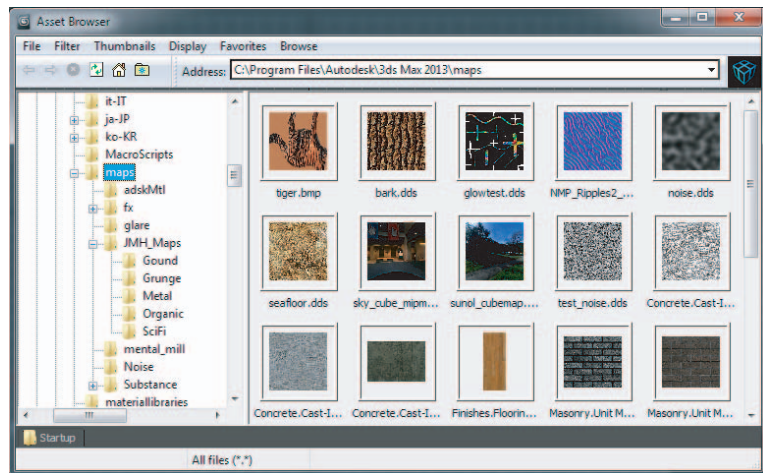 Asset Browser
File Filter Thumbnails Display Favorites Browse
Address: C:\Program Files\Autodesk\3ds Max 2013\maps
it-IT
ja-JP
ko-KR
MacroScripts
maps
adskMtl
fx
glare
JMH_Maps
Gound
Grunge
Metal
Organic
SciFi
mental_mill
Noise
Substance
materiallibraries
tiger.bmp bark.dds glowtest.dds NMP_Ripples2_... noise.dds
seafloor.dds sky_cube_mipm... sunol_cubemap.... test_noise.dds Concrete.Cast-I...
Concrete.Cast-I... Concrete.Cast-I... Finishes.Floorin... Masonry.Unit M... Masonry.Unit M...
Startup
All files (*.*)